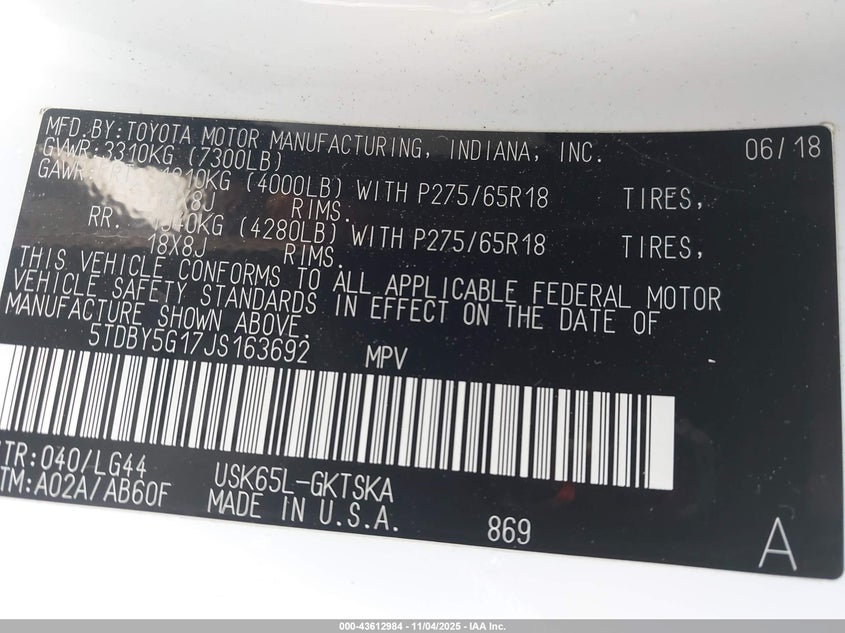 MFD.BY:TOYOTA MOTOR MANUFACTURING, INDIANA, INC. 06/18
GVWR:3310KG (7300LB)
GAWR:FRT. (4000LB) WITH P275/65R18 TIRES,
RIMS.
RR. (4280LB) WITH P275/65R18 TIRES,
18X8J RIMS.
THIS VEHICLE CONFORMS TO ALL APPLICABLE FEDERAL MOTOR
VEHICLE SAFETY STANDARDS IN EFFECT ON THE DATE OF
MANUFACTURE SHOWN ABOVE.
5TDBY5G17JS163692 MPV
TR:040/LG44 USK65L-GKTSKA
TM:A02A/AB60F MADE IN U.S.A. 869 A
000-43612984 - 11/04/2025 - IAA Inc.